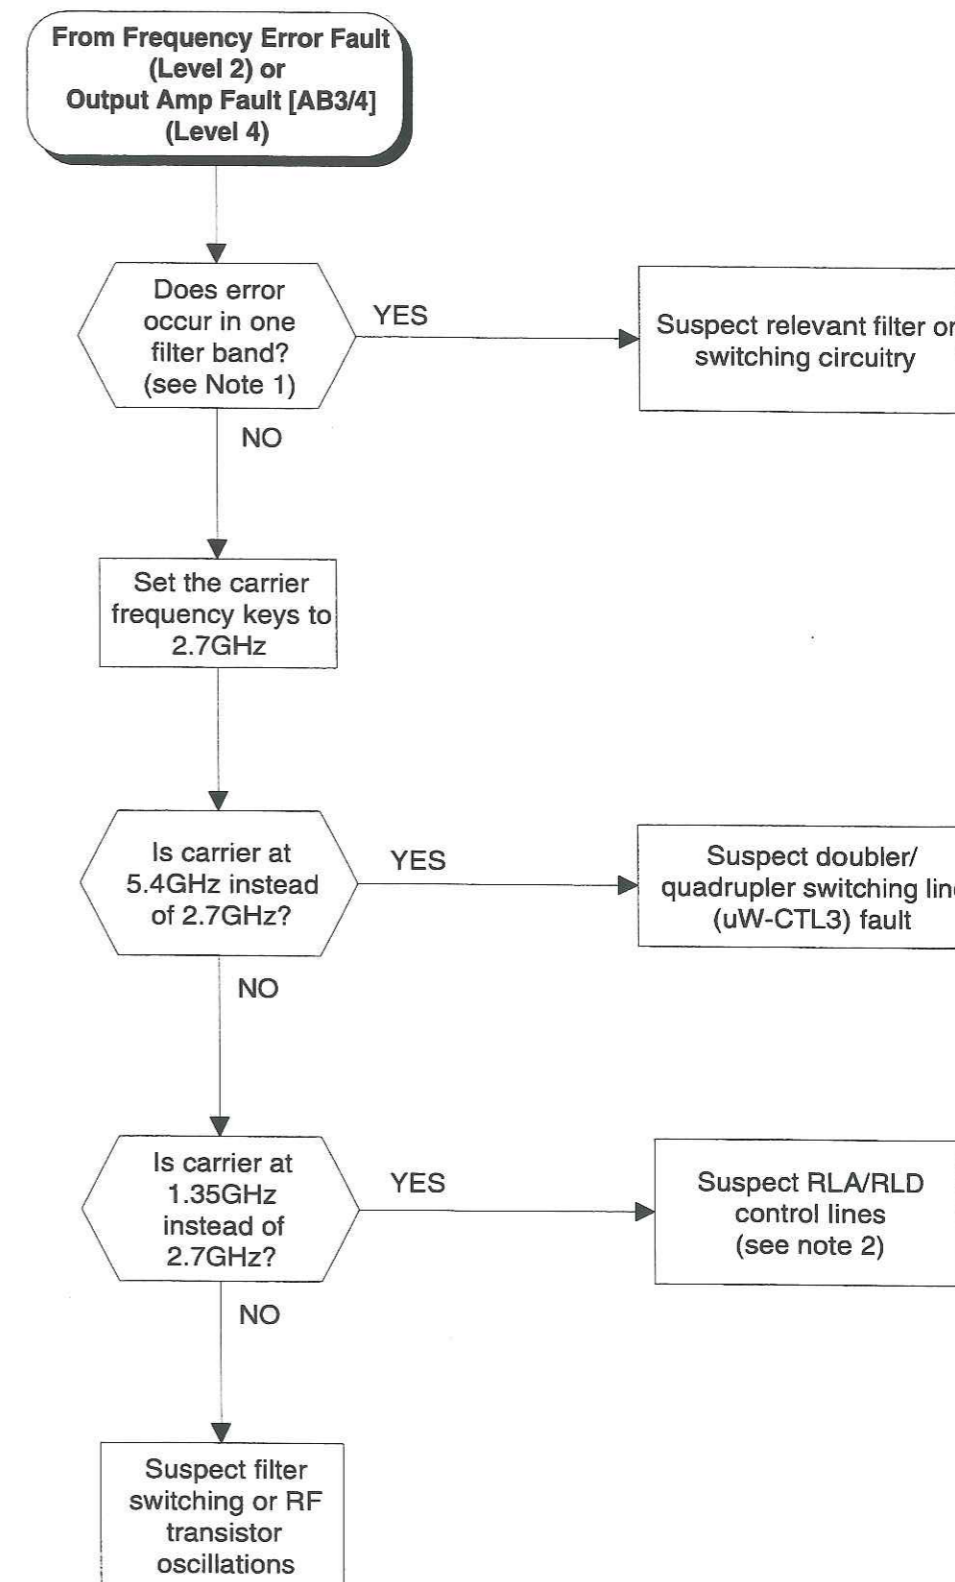 From Frequency Error Fault
(Level 2) or
Output Amp Fault [AB3/4]
(Level 4)
Does error
occur in one
filter band?
(see Note 1)
YES
Suspect relevant filter or
switching circuitry
NO
Set the carrier
frequency keys to
2.7GHz
Is carrier at
5.4GHz instead
of 2.7GHz?
YES
Suspect doubler/
quadrupler switching line
(uW-CTL3) fault
NO
Is carrier at
1.35GHz
instead of
2.7GHz?
YES
Suspect RLA/RLD
control lines
(see note 2)
NO
Suspect filter
switching or RF
transistor
oscillations